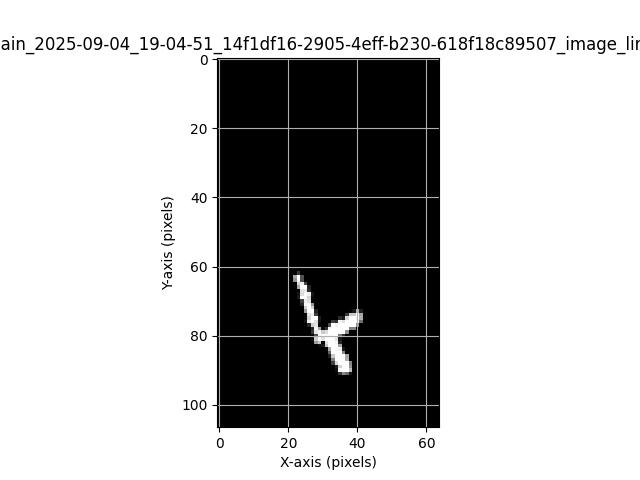 ain_2025-09-04_19-04-51_14f1df16-2905-4eff-b230-618f18c89507_image_lin
0
20
40
60
80
100
Y-axis (pixels)
0 20 40 60
X-axis (pixels)